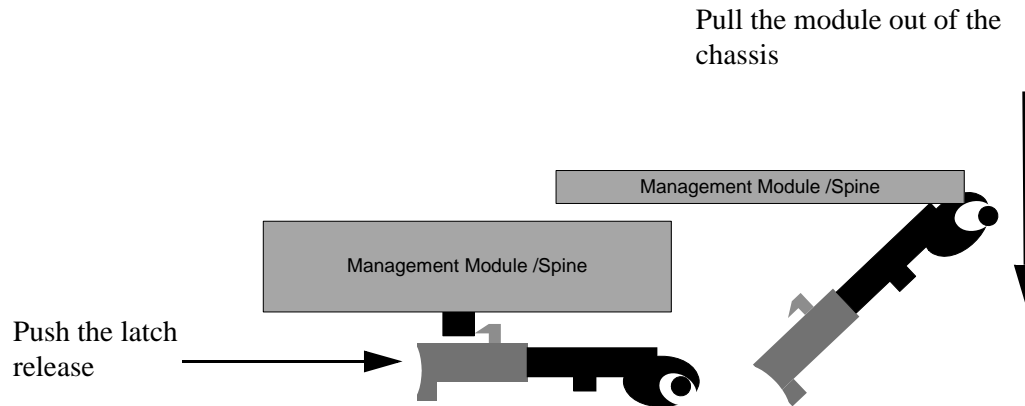 Pull the module out of the
chassis
Management Module /Spine
Management Module /Spine
Push the latch
release